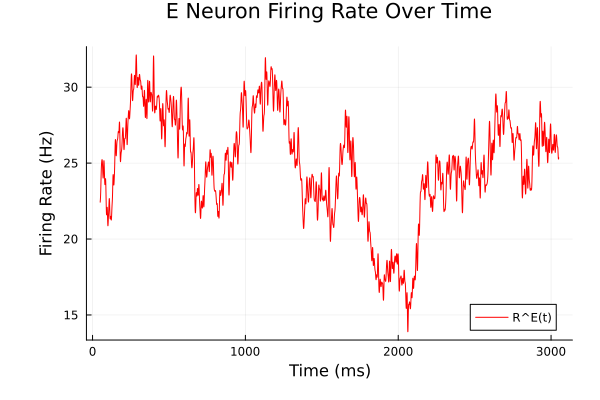 E Neuron Firing Rate Over Time
Firing Rate (Hz)
30
25
20
15
R^E(t)
0
1000
2000
3000
Time (ms)